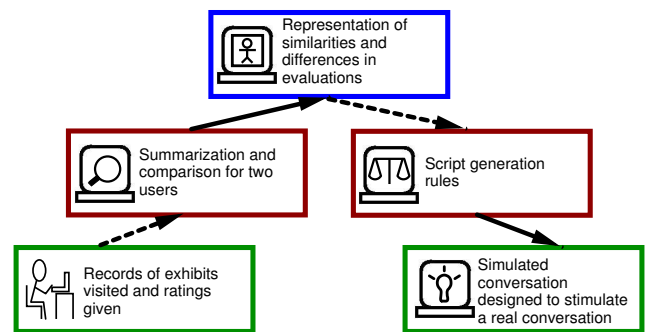 Representation of
similarities and
differences in
evaluations
Summarization and
comparison for two
users
Script generation
rules
Records of exhibits
visited and ratings
given
Simulated
conversation
designed to stimulate
a real conversation